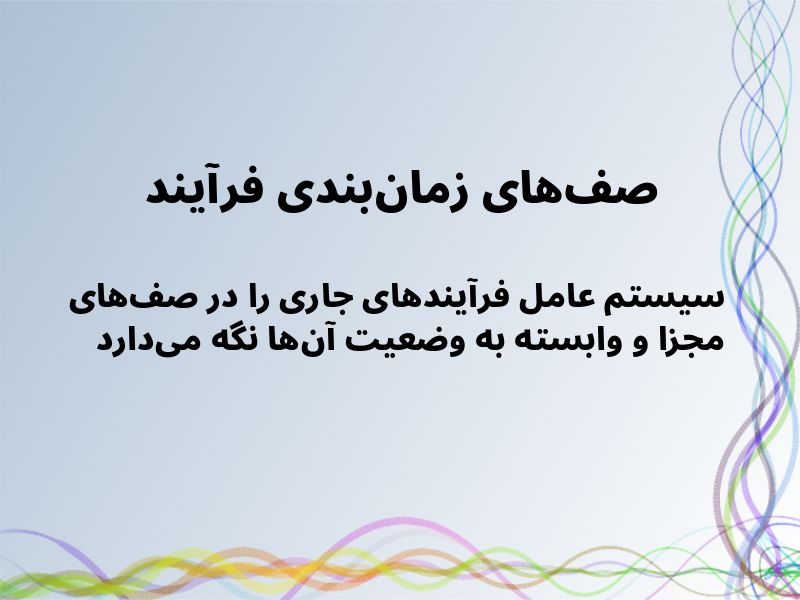 صف‌های زمان‌بندی فرآیند
سیستم عامل فرآیندهای جاری را در صف‌های
مجزا و وابسته به وضعیت آن‌ها نگه می‌دارد